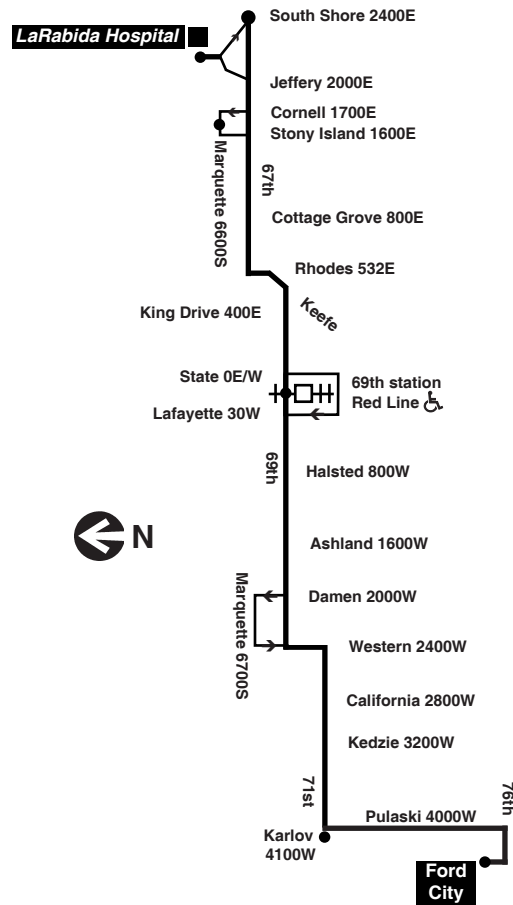 South Shore 2400E
LaRabida Hospital
Jeffery 2000E
Cornell 1700E
Stony Island 1600E
Marquette 6600S
67th
Cottage Grove 800E
Rhodes 532E
Keefe
King Drive 400E
State 0E/W
69th station
Red Line
Lafayette 30W
69th
Halsted 800W
N
Ashland 1600W
Marquette 6700S
Damen 2000W
Western 2400W
California 2800W
Kedzie 3200W
71st
76th
Pulaski 4000W
Karlov
4100W
Ford
City